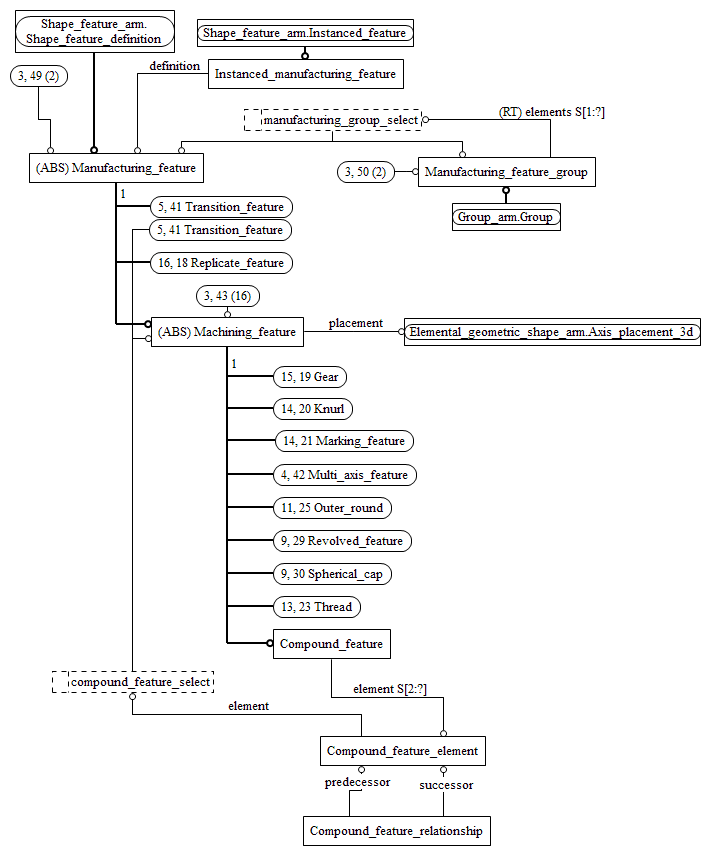 Shape_feature_arm.
Shape_feature_definition
Shape_feature_arm.Instanced_feature
definition
3, 49 (2)
Instanced_manufacturing_feature
manufacturing_group_select
(RT) elements S[1:?]
(ABS) Manufacturing_feature
3, 50 (2)
Manufacturing_feature_group
1
5, 41 Transition_feature
Group_arm.Group
5, 41 Transition_feature
16, 18 Replicate_feature
3, 43 (16)
(ABS) Machining_feature
placement
Elemental_geometric_shape_arm.Axis_placement_3d
1
15, 19 Gear
14, 20 Knurl
14, 21 Marking_feature
4, 42 Multi_axis_feature
11, 25 Outer_round
9, 29 Revolved_feature
9, 30 Spherical_cap
13, 23 Thread
Compound_feature
compound_feature_select
element S[2:?]
element
Compound_feature_element
predecessor
successor
Compound_feature_relationship